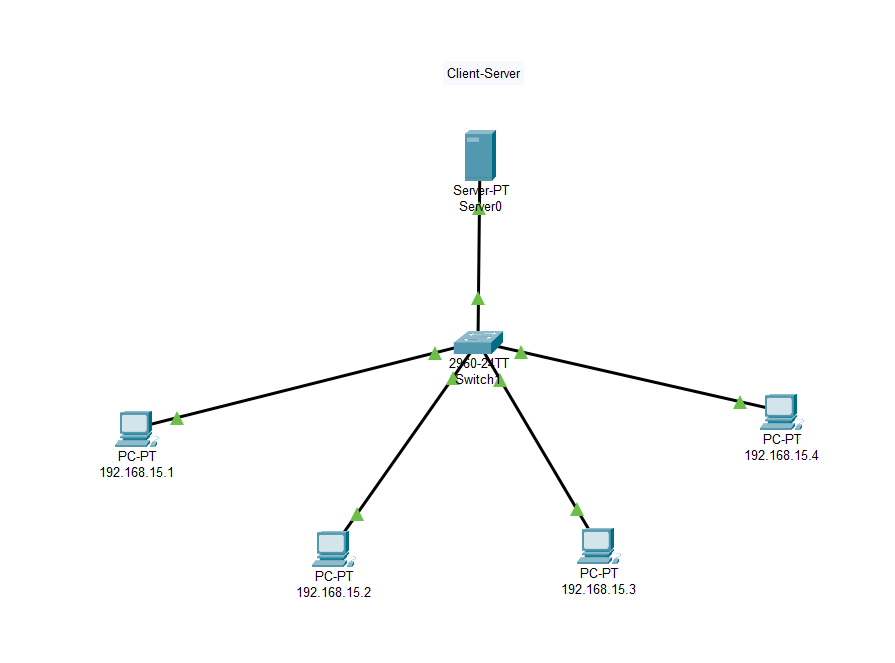 Client-Server
Server-PT
Server0
2960-24TT
Switch1
PC-PT
192.168.15.1
PC-PT
192.168.15.2
PC-PT
192.168.15.3
PC-PT
192.168.15.4